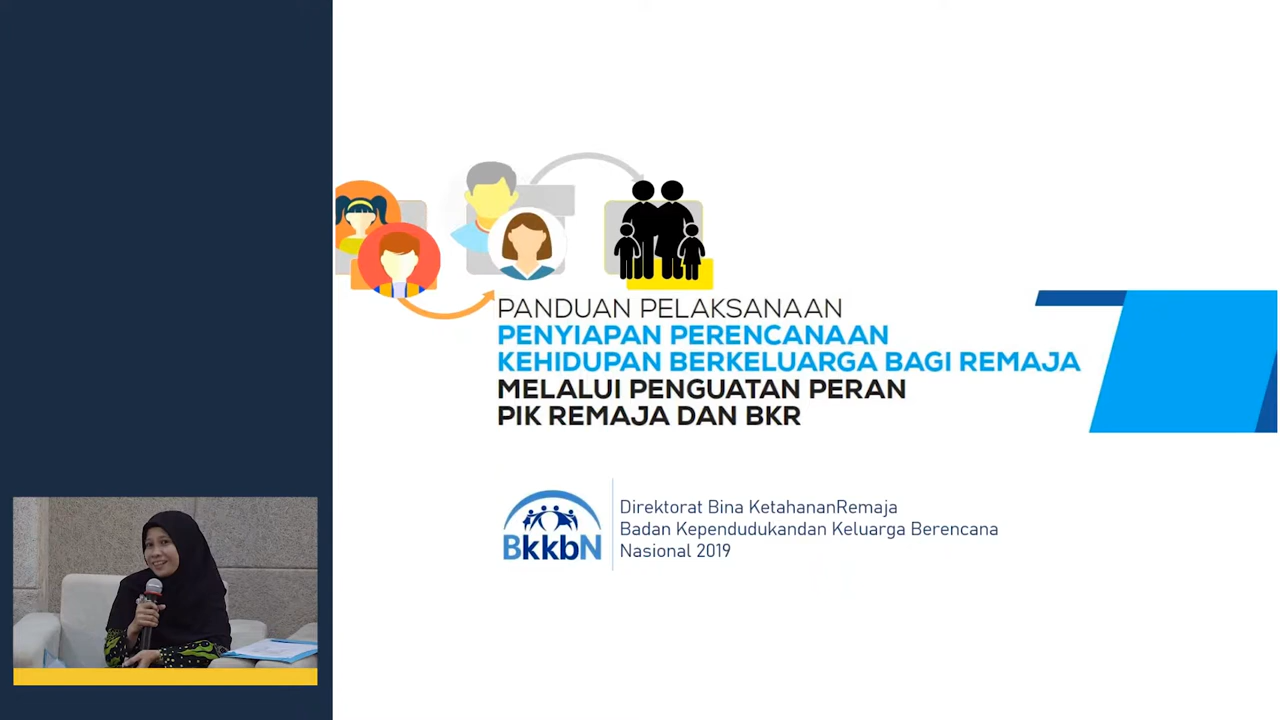 PANDUAN PELAKSANAAN
PENYIAPAN PERENCANAAN
KEHIDUPAN BERKELUARGA BAGI REMAJA
MELALUI PENGUATAN PERAN
PIK REMAJA DAN BKR
BkkbN
Direktorat Bina KetahananRemaja
Badan Kependudukandan Keluarga Berencana
Nasional 2019